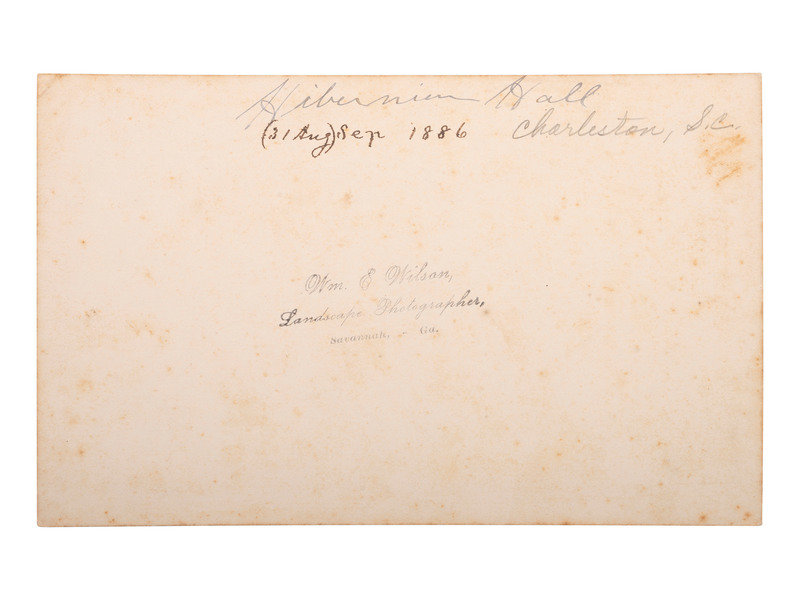 Hibernian Hall
(31 Aug) Sep 1886 Charleston, S.C.
Wm. E Wilson,
Landscape Photographer,
Savannah, - Ga.